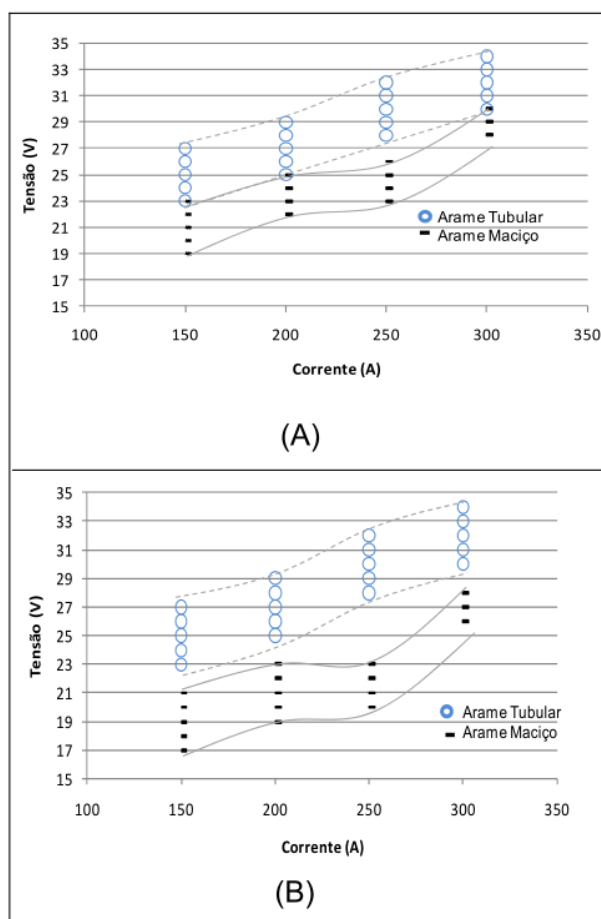 35
33
31
29
27
25
23
21
19
17
15
Tensão (V)
Arame Tubular
Arame Maciço
100 150 200 250 300 350
Corrente (A)
(A)
35
33
31
29
27
25
23
21
19
17
15
Tensão (V)
Arame Tubular
Arame Maciço
100 150 200 250 300 350
Corrente (A)
(B)